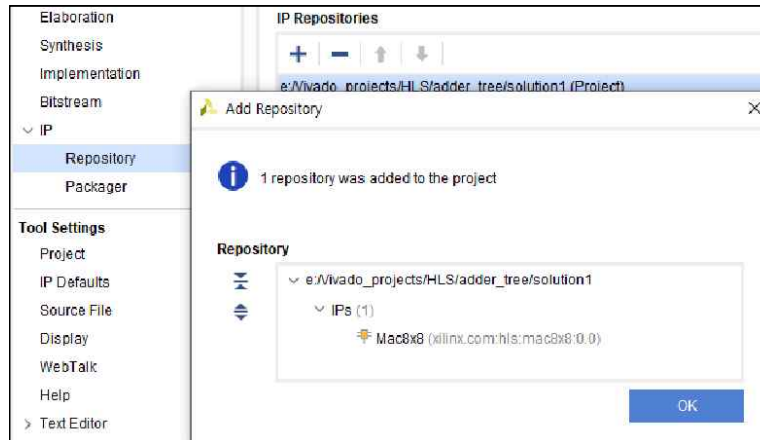 Elaboration
Synthesis
Implementation
Bitstream
IP
Repository
Packager
Tool Settings
Project
IP Defaults
Source File
Display
WebTalk
Help
Text Editor
IP Repositories
e:/Vivado_projects/HLS/adder_tree/solution1 (Project)
Add Repository
1 repository was added to the project
Repository
e:/Vivado_projects/HLS/adder_tree/solution1
IPs (1)
Mac8x8 (xilinx.com:hls:mac8x8:0.0)
OK